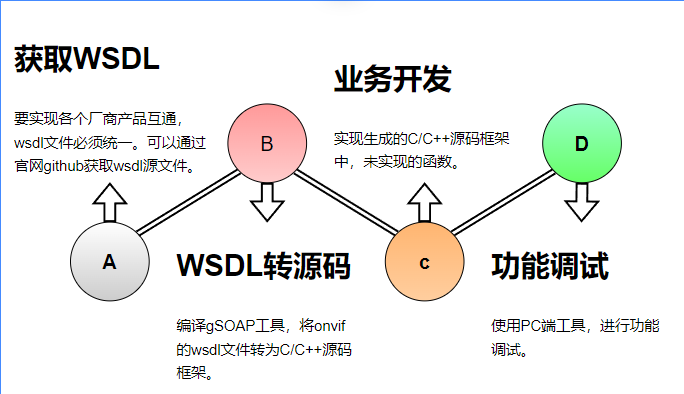 获取WSDL
要实现各个厂商产品互通，
wsdl文件必须统一。可以通过
官网github获取wsdl源文件。
A
B
WSDL转源码
编译gSOAP工具，将onvif
的wsdl文件转为C/C++源码
框架。
业务开发
实现生成的C/C++源码框架
中，未实现的函数。
c
D
功能调试
使用PC端工具，进行功能
调试。